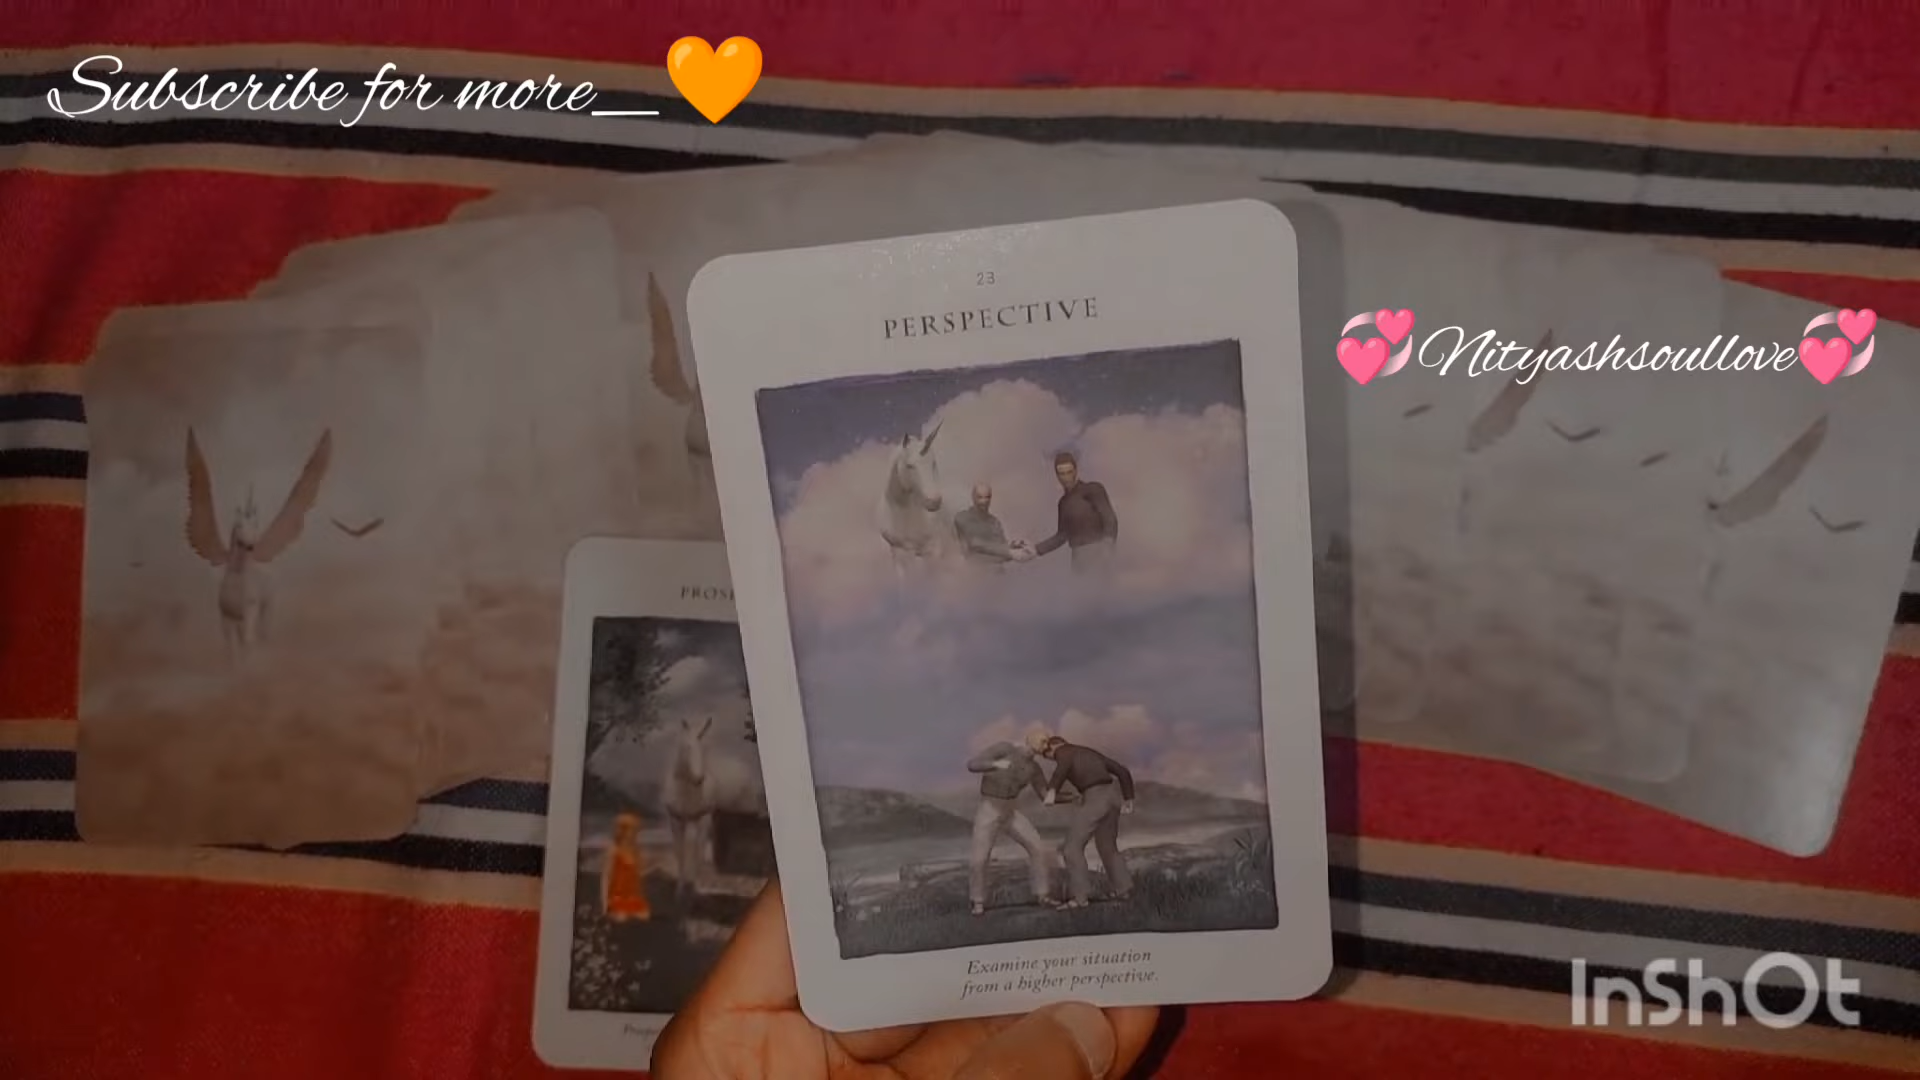 Subscribe for more_🧡
23
PERSPECTIVE
💞Nityashsoullove💞
Examine your situation
from a higher perspective.
InShOt